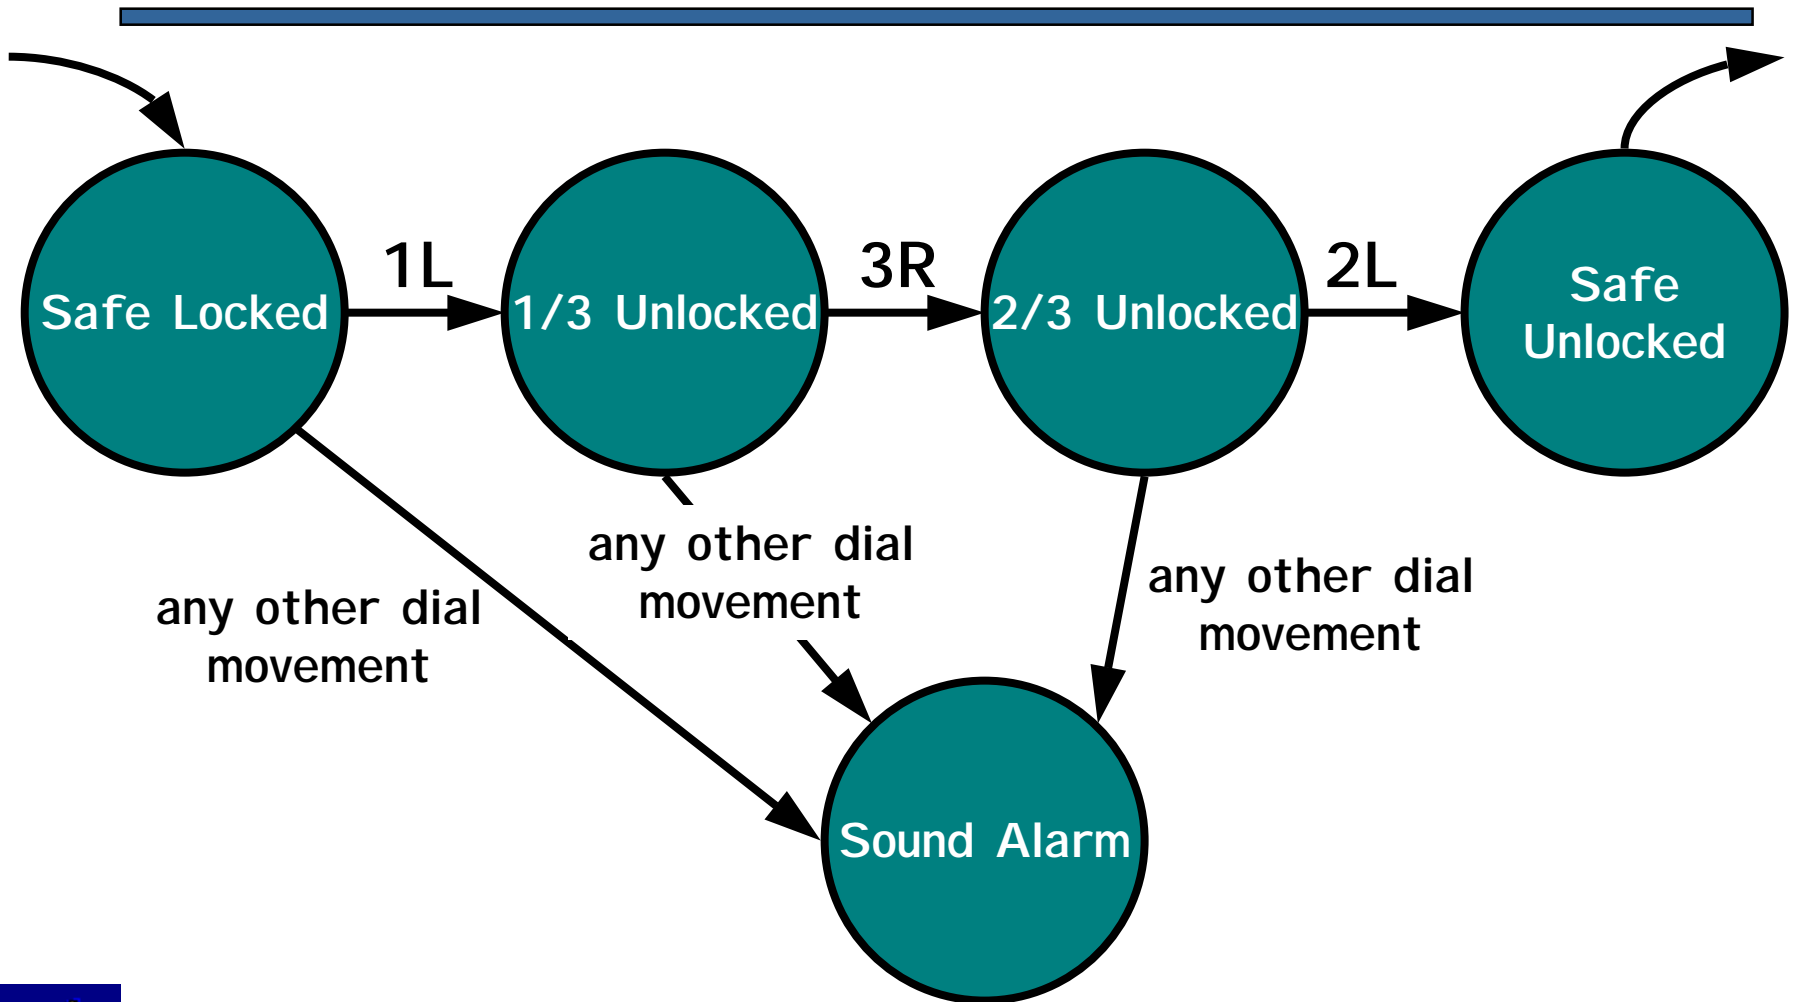 1L
3R
2L
Safe Locked
1/3 Unlocked
2/3 Unlocked
Safe
Unlocked
any other dial
movement
any other dial
movement
any other dial
movement
Sound Alarm